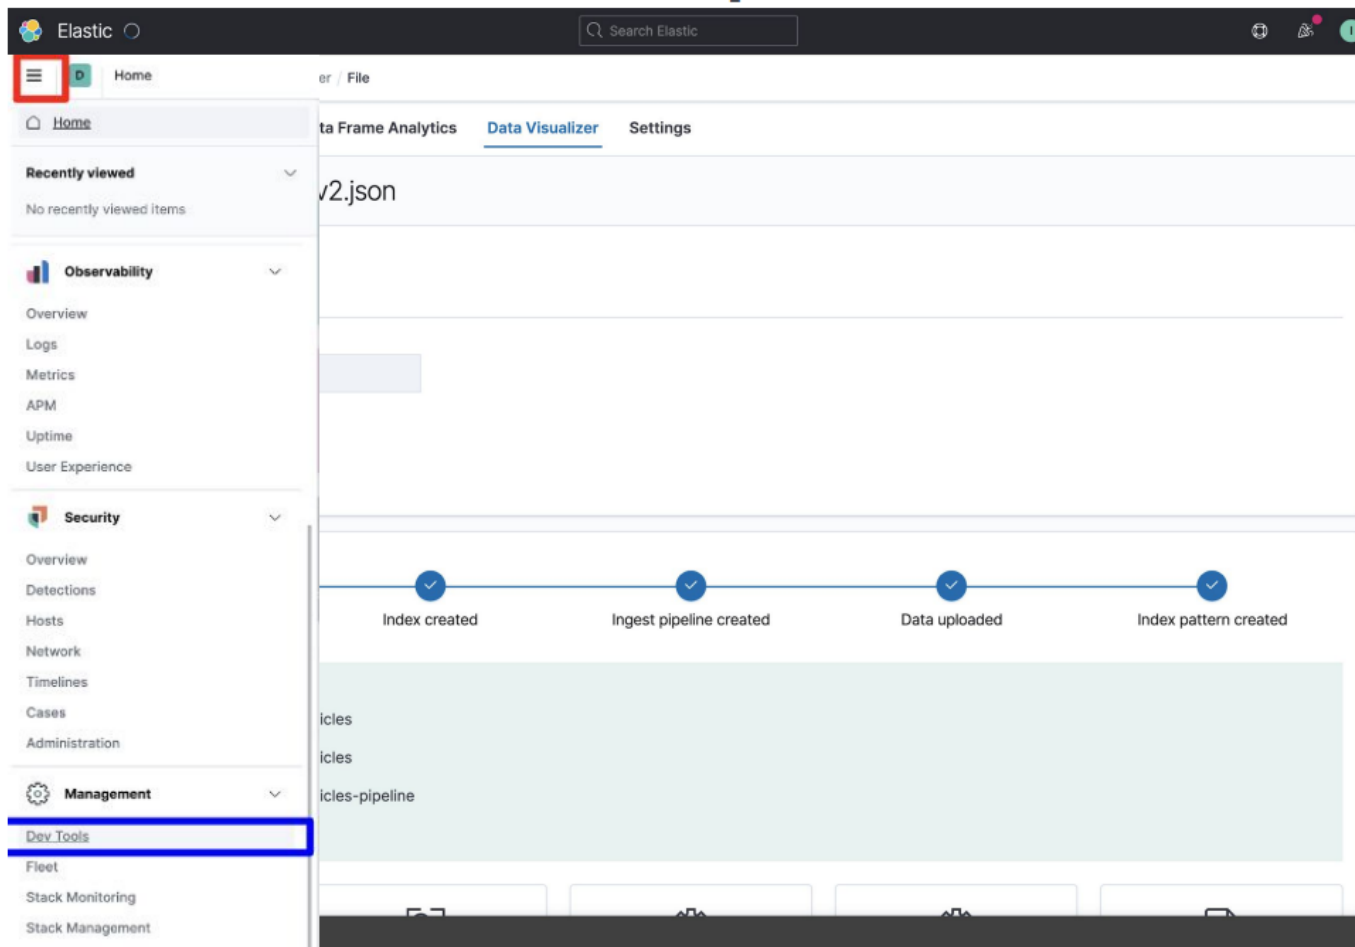 Elastic
Search Elastic
D
Home
er / File
Home
ta Frame Analytics
Data Visualizer
Settings
Recently viewed
No recently viewed items
v2.json
Observability
Overview
Logs
Metrics
APM
Uptime
User Experience
Security
Overview
Detections
Hosts
Network
Timelines
Cases
Administration
Index created
Ingest pipeline created
Data uploaded
Index pattern created
icles
icles
icles-pipeline
Management
Dev Tools
Fleet
Stack Monitoring
Stack Management